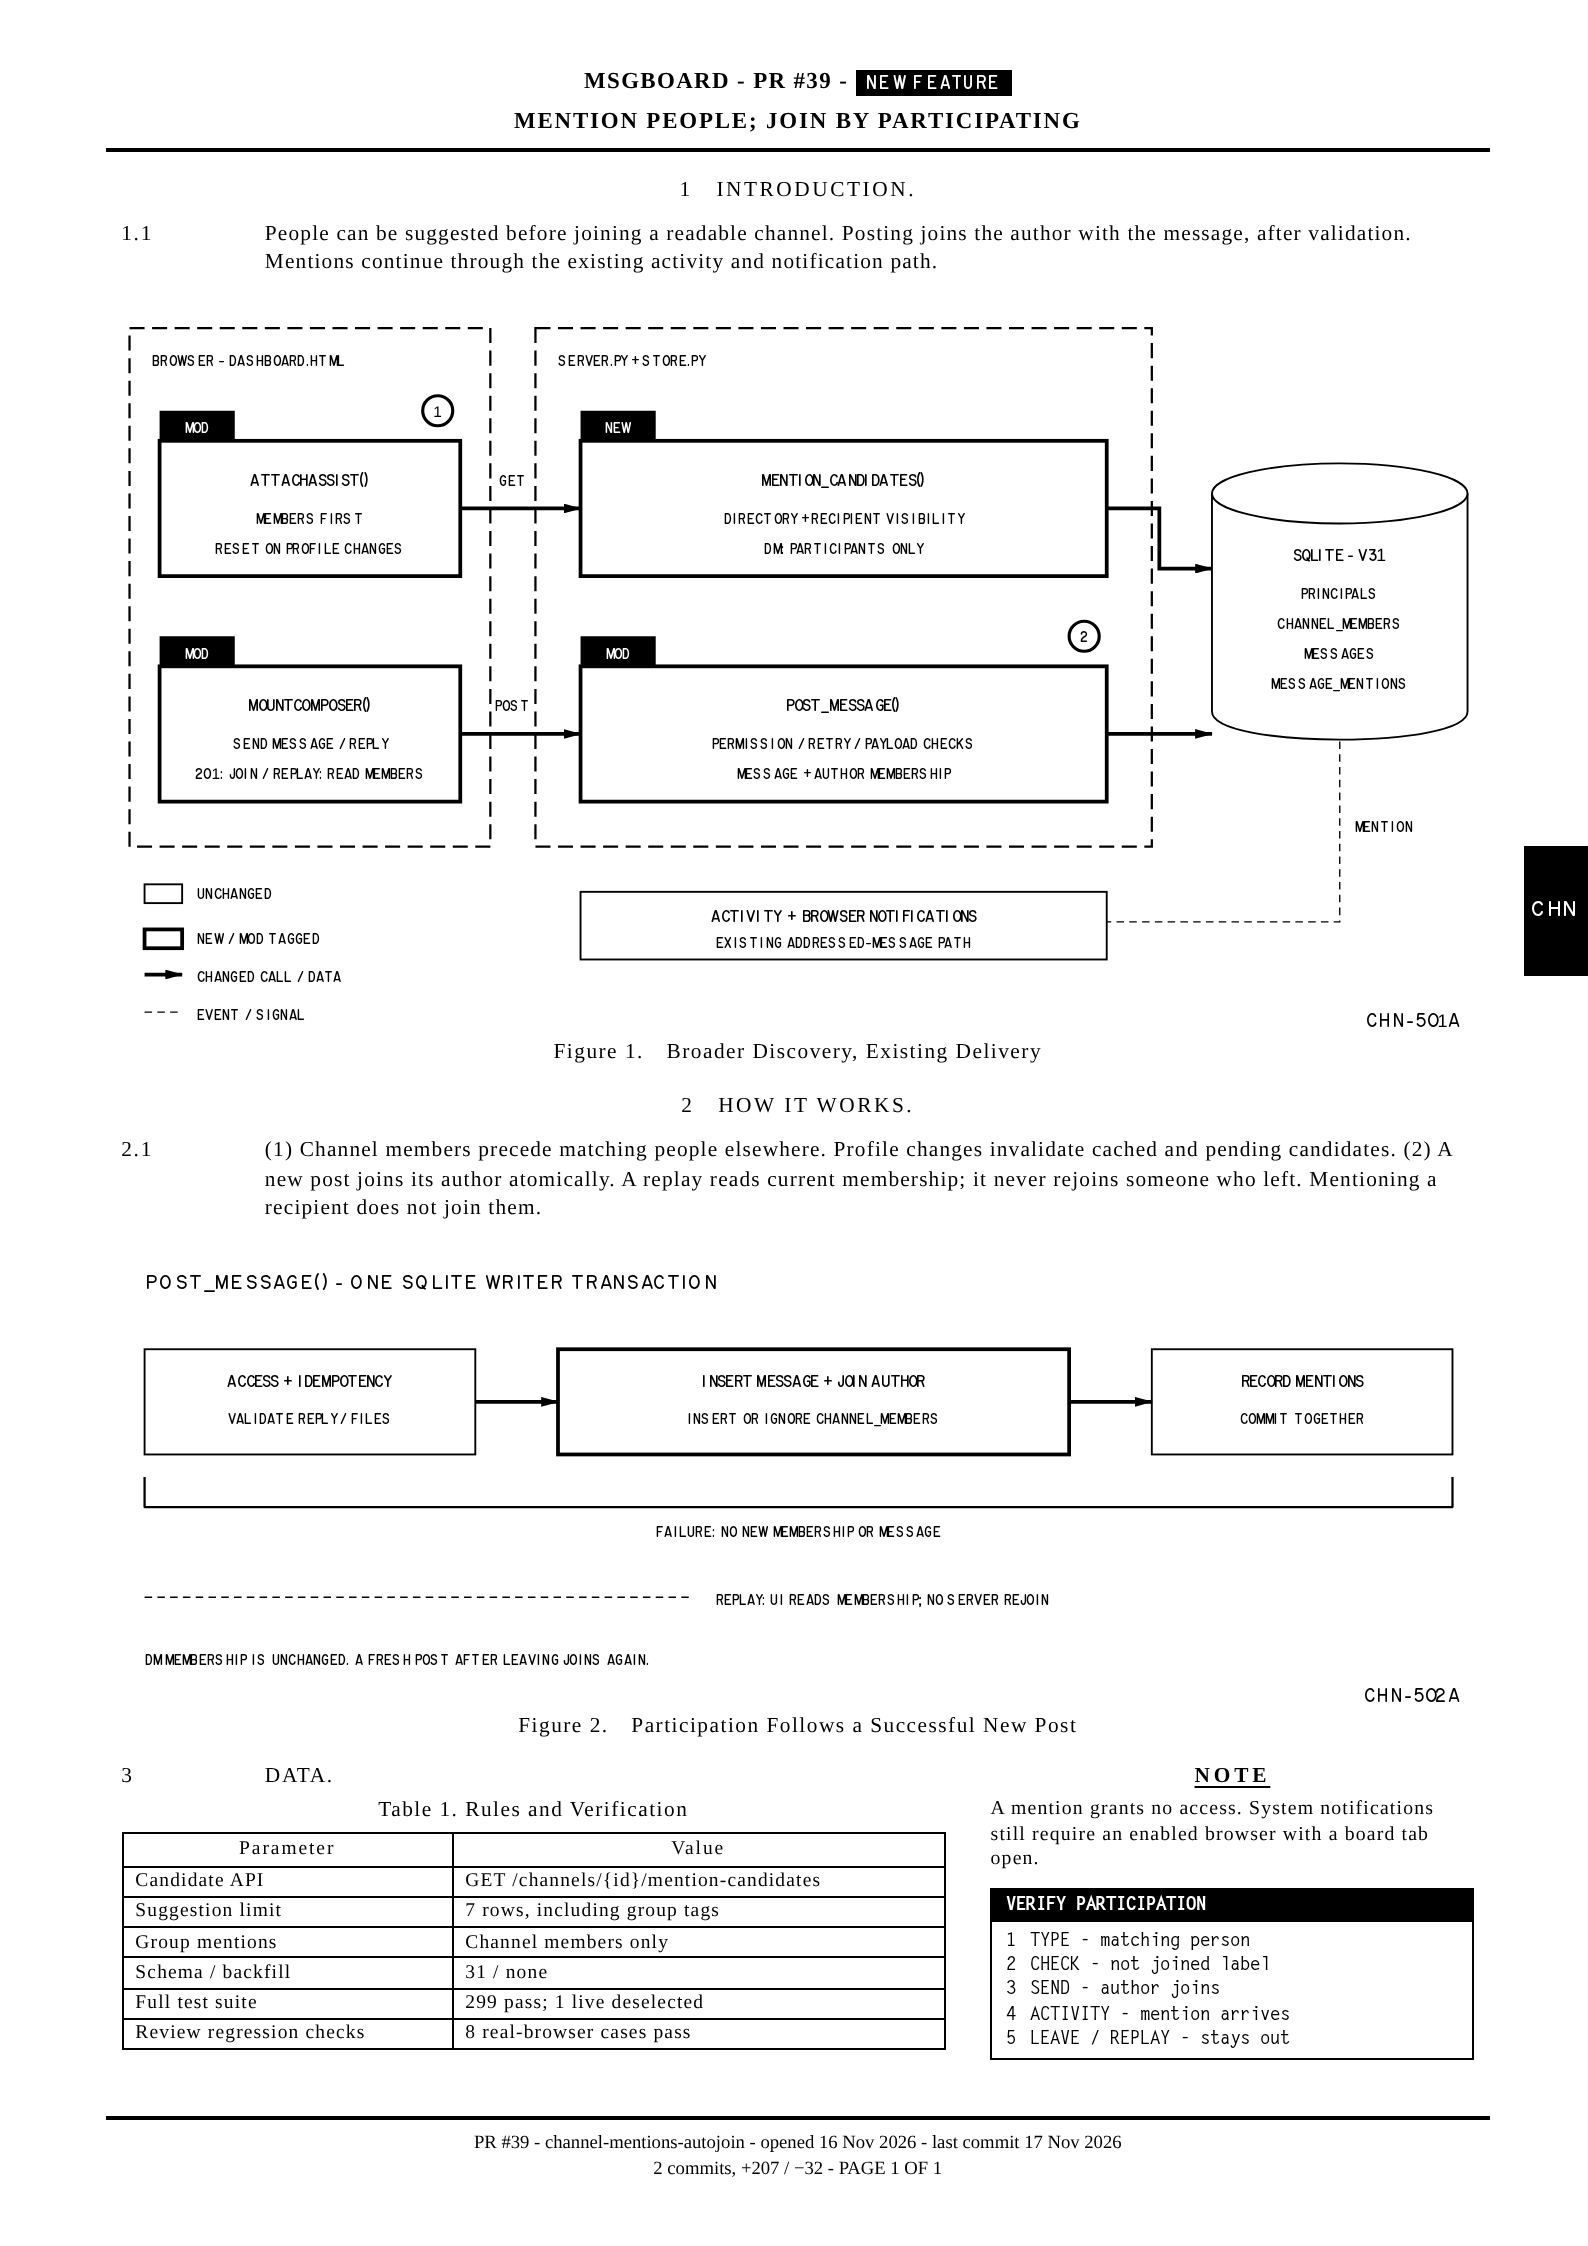 MSGBOARD - PR #39 - NEW FEATURE
MENTION PEOPLE; JOIN BY PARTICIPATING
1 INTRODUCTION.
1.1 People can be suggested before joining a readable channel. Posting joins the author with the message, after validation.
Mentions continue through the existing activity and notification path.
BROWSER - DASHBOARD.HTML
SERVER.PY + STORE.PY
1
MOD
ATTACHASSIST()
MEMBERS FIRST
RESET ON PROFILE CHANGES
GET
NEW
MENTION_CANDIDATES()
DIRECTORY + RECIPIENT VISIBILITY
DM: PARTICIPANTS ONLY
SQLITE - V31
PRINCIPALS
CHANNEL_MEMBERS
MESSAGES
MESSAGE_MENTIONS
MOD
MOUNTCOMPOSER()
SEND MESSAGE / REPLY
201: JOIN / REPLAY: READ MEMBERS
POST
2
MOD
POST_MESSAGE()
PERMISSION / RETRY / PAYLOAD CHECKS
MESSAGE + AUTHOR MEMBERSHIP
MENTION
CHN
UNCHANGED
NEW / MOD TAGGED
CHANGED CALL / DATA
EVENT / SIGNAL
ACTIVITY + BROWSER NOTIFICATIONS
EXISTING ADDRESSED-MESSAGE PATH
CHN-501A
Figure 1. Broader Discovery, Existing Delivery
2 HOW IT WORKS.
2.1 (1) Channel members precede matching people elsewhere. Profile changes invalidate cached and pending candidates. (2) A
new post joins its author atomically. A replay reads current membership; it never rejoins someone who left. Mentioning a
recipient does not join them.
POST_MESSAGE() - ONE SQLITE WRITER TRANSACTION
ACCESS + IDEMPOTENCY
VALIDATE REPLY / FILES
INSERT MESSAGE + JOIN AUTHOR
INSERT OR IGNORE CHANNEL_MEMBERS
RECORD MENTIONS
COMMIT TOGETHER
FAILURE: NO NEW MEMBERSHIP OR MESSAGE
REPLAY: UI READS MEMBERSHIP; NO SERVER REJOIN
DM MEMBERSHIP IS UNCHANGED. A FRESH POST AFTER LEAVING JOINS AGAIN.
CHN-502A
Figure 2. Participation Follows a Successful New Post
3 DATA.
Table 1. Rules and Verification
Parameter Value
Candidate API GET /channels/{id}/mention-candidates
Suggestion limit 7 rows, including group tags
Group mentions Channel members only
Schema / backfill 31 / none
Full test suite 299 pass; 1 live deselected
Review regression checks 8 real-browser cases pass
NOTE
A mention grants no access. System notifications
still require an enabled browser with a board tab
open.
VERIFY PARTICIPATION
1 TYPE - matching person
2 CHECK - not joined label
3 SEND - author joins
4 ACTIVITY - mention arrives
5 LEAVE / REPLAY - stays out
PR #39 - channel-mentions-autojoin - opened 16 Nov 2026 - last commit 17 Nov 2026
2 commits, +207 / −32 - PAGE 1 OF 1